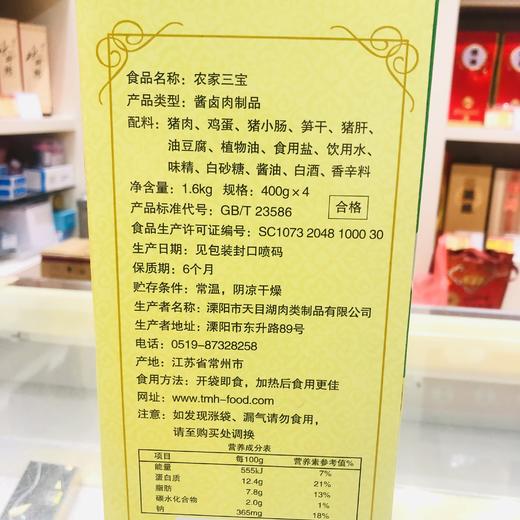 食品名称：农家三宝
产品类型：酱卤肉制品
配料：猪肉、鸡蛋、猪小肠、笋干、猪肝、
油豆腐、植物油、食用盐、饮用水、
味精、白砂糖、酱油、白酒、香辛料
净含量：1.6kg 规格：400g×4
产品标准代号：GB/T 23586
合格
食品生产许可证编号：SC1073 2048 1000 30
生产日期：见包装封口喷码
保质期：6个月
贮存条件：常温，阴凉干燥
生产者名称：溧阳市天目湖肉类制品有限公司
生产者地址：溧阳市东升路89号
电话：0519-87328258
产地：江苏省常州市
食用方法：开袋即食，加热后食用更佳
网址：www.tmh-food.com
注意：如发现涨袋、漏气请勿食用，
请至购买处调换
营养成分表
项目 每100g 营养素参考值%
能量 555kJ 7%
蛋白质 12.4g 21%
脂肪 7.8g 13%
碳水化合物 2.0g 1%
钠 365mg 18%